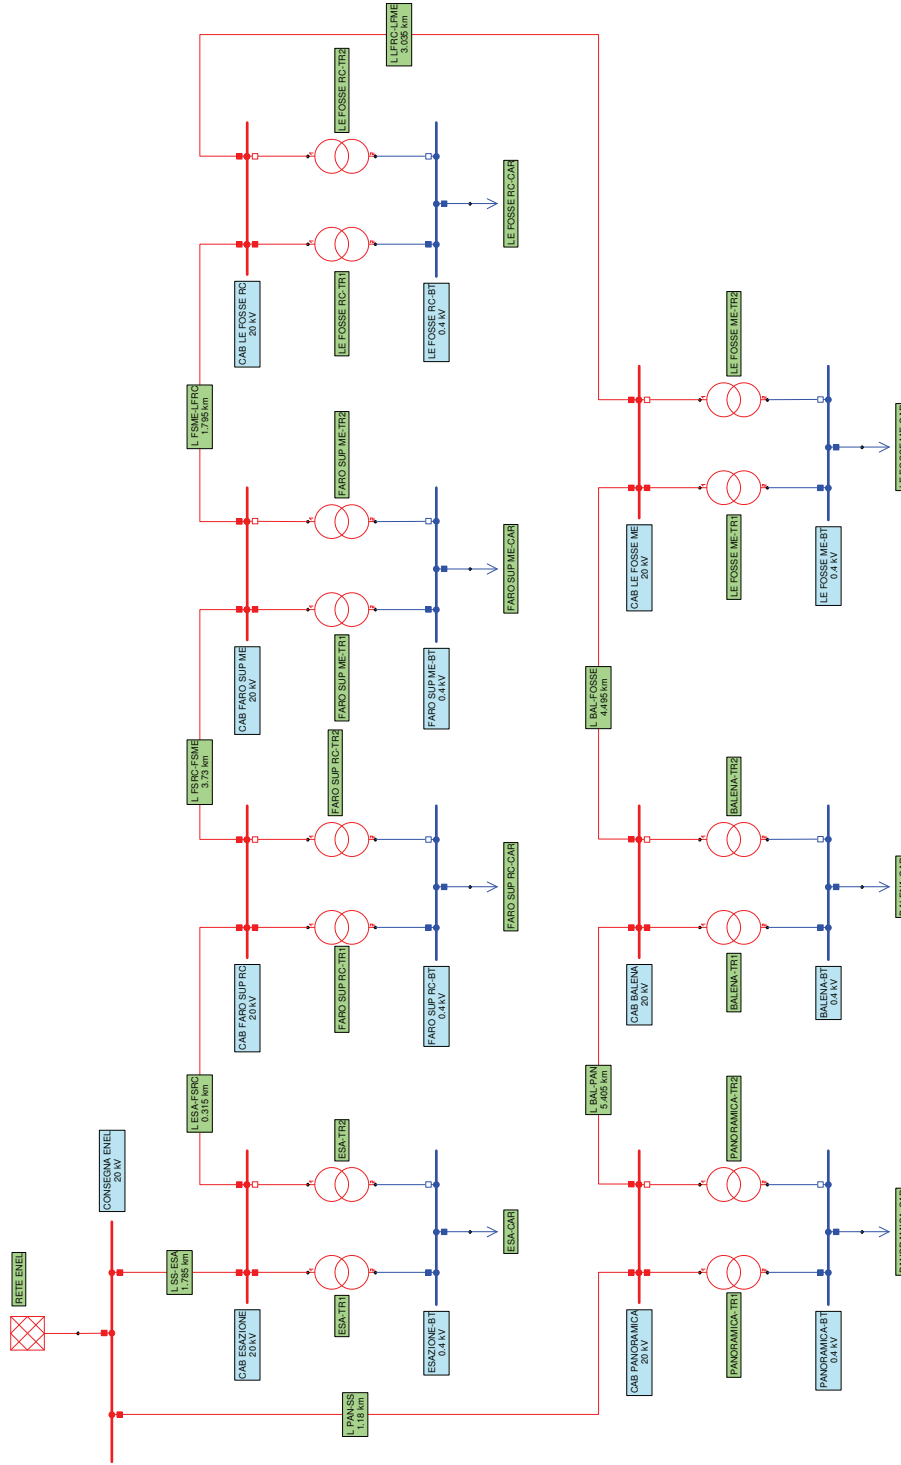 RETE ENEL
CONSEGNA ENEL
20 kV
L SS-ESA
1.785 km
L ESA-FSRC
0.315 km
L FSRC-FSME
3.73 km
L FSME-LFRC
1.795 km
CAB ESAZIONE
20 kV
CAB FARO SUP RC
20 kV
CAB FARO SUP ME
20 kV
CAB LE FOSSE RC
20 kV
ESA-TR1
ESA-TR2
FARO SUP RC-TR1
FARO SUP RC-TR2
FARO SUP ME-TR1
FARO SUP ME-TR2
LE FOSSE RC-TR1
LE FOSSE RC-TR2
L PAN-SS
1.18 km
L LFRC-LFME
3.035 km
ESAZIONE-BT
0.4 kV
FARO SUP RC-BT
0.4 kV
FARO SUP ME-BT
0.4 kV
LE FOSSE RC-BT
0.4 kV
ESA-CAR
FARO SUP RC-CAR
FARO SUP ME-CAR
LE FOSSE RC-CAR
L BAL-PAN
5.405 km
L BAL-FOSSE
4.495 km
CAB PANORAMICA
20 kV
CAB BALENA
20 kV
CAB LE FOSSE ME
20 kV
PANORAMICA-TR1
PANORAMICA-TR2
BALENA-TR1
BALENA-TR2
LE FOSSE ME-TR1
LE FOSSE ME-TR2
PANORAMICA-BT
0.4 kV
BALENA-BT
0.4 kV
LE FOSSE ME-BT
0.4 kV